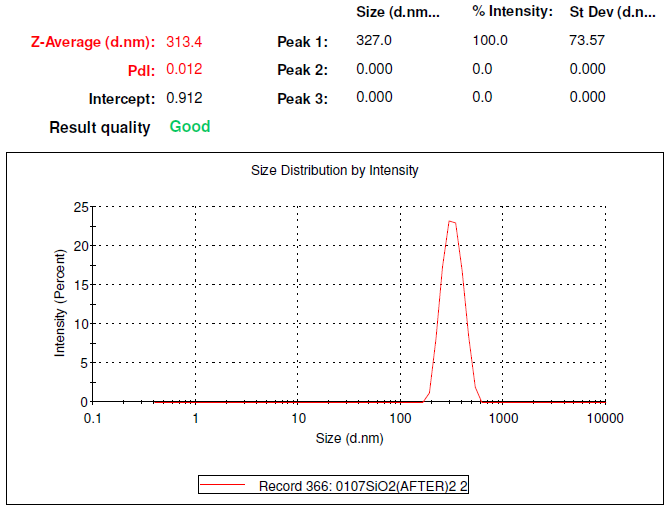 Size (d.nm... % Intensity: St Dev (d.n...
Z-Average (d.nm): 313.4 Peak 1: 327.0 100.0 73.57
PdI: 0.012 Peak 2: 0.000 0.0 0.000
Intercept: 0.912 Peak 3: 0.000 0.0 0.000
Result quality Good
Size Distribution by Intensity
25
20
15
10
5
0
Intensity (Percent)
0.1 1 10 100 1000 10000
Size (d.nm)
Record 366: 0107SiO2(AFTER)2 2